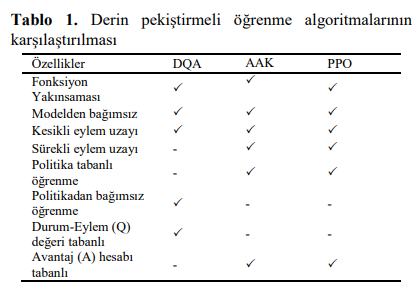 Tablo 1. Derin pekiştirmeli öğrenme algoritmalarının
karşılaştırılması
Özellikler DQA AAK PPO
Fonksiyon
Yakınsaması ✓ ✓ ✓
Modelden bağımsız ✓ ✓ ✓
Kesikli eylem uzayı ✓ ✓ ✓
Sürekli eylem uzayı - ✓ ✓
Politika tabanlı
öğrenme - ✓ ✓
Politikadan bağımsız
öğrenme ✓ - -
Durum-Eylem (Q)
değeri tabanlı ✓ - -
Avantaj (A) hesabı
tabanlı - ✓ ✓